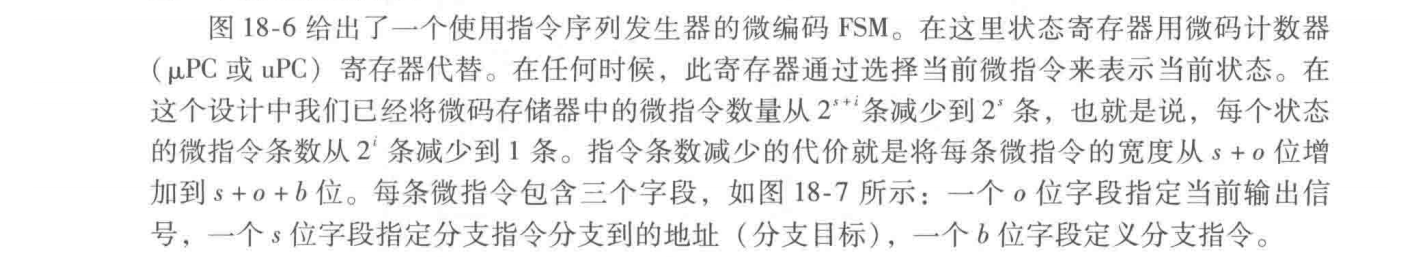 图 18-6 给出了一个使用指令序列发生器的微编码 FSM。在这里状态寄存器用微码计数器
（μPC 或 uPC）寄存器代替。在任何时候，此寄存器通过选择当前微指令来表示当前状态。在
这个设计中我们已经将微码存储器中的微指令数量从 2^{s+i} 条减少到 2^{s} 条，也就是说，每个状态
的微指令条数从 2^{i} 条减少到 1 条。指令条数减少的代价就是将每条微指令的宽度从 s + o 位增
加到 s + o + b 位。每条微指令包含三个字段，如图 18-7 所示：一个 o 位字段指定当前输出信
号，一个 s 位字段指定分支指令分支到的地址（分支目标），一个 b 位字段定义分支指令。